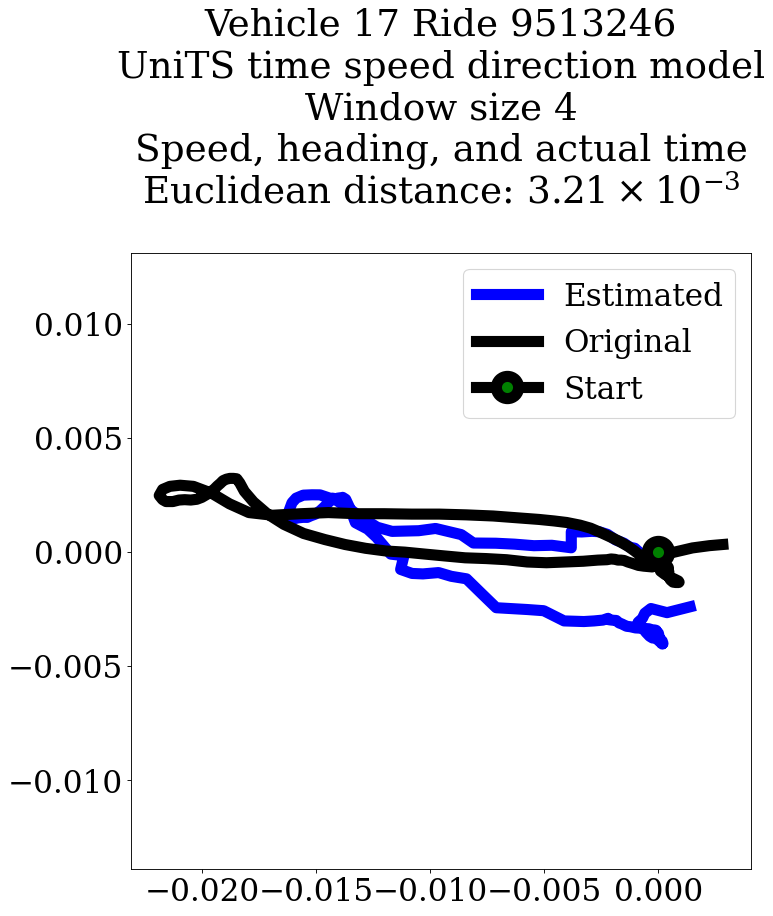 Vehicle 17 Ride 9513246
UniTS time speed direction model
Window size 4
Speed, heading, and actual time
Euclidean distance: 3.21 × 10⁻³
Estimated
Original
Start
0.010
0.005
0.000
−0.005
−0.010
−0.020 −0.015 −0.010 −0.005 0.000